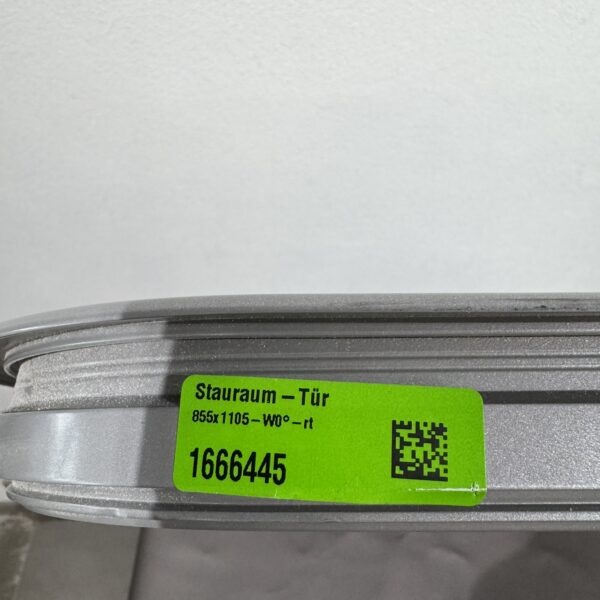 Stauraum – Tür
855x1105 – W0° – rt
1666445